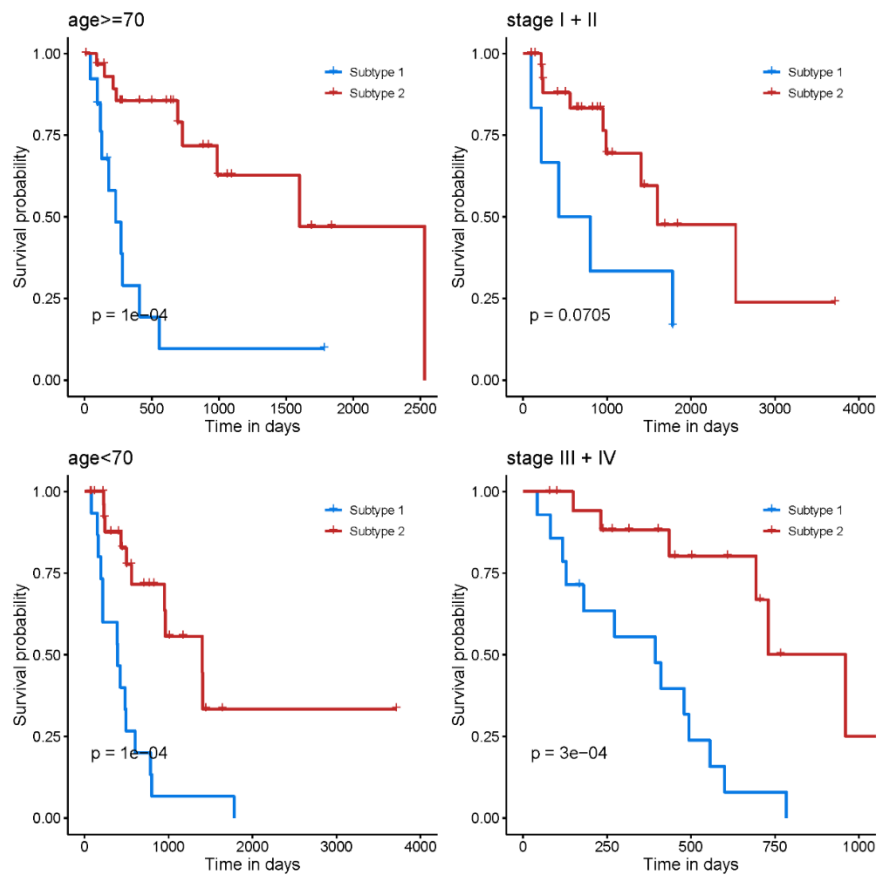 age>=70
1.00
0.75
0.50
0.25
0.00
Survival probability
Subtype 1
Subtype 2
p = 1e−04
0
500
1000
1500
2000
2500
Time in days
stage I + II
1.00
0.75
0.50
0.25
0.00
Survival probability
Subtype 1
Subtype 2
p = 0.0705
0
1000
2000
3000
4000
Time in days
age<70
1.00
0.75
0.50
0.25
0.00
Survival probability
Subtype 1
Subtype 2
p = 1e−04
0
1000
2000
3000
4000
Time in days
stage III + IV
1.00
0.75
0.50
0.25
0.00
Survival probability
Subtype 1
Subtype 2
p = 3e−04
0
250
500
750
Time in days